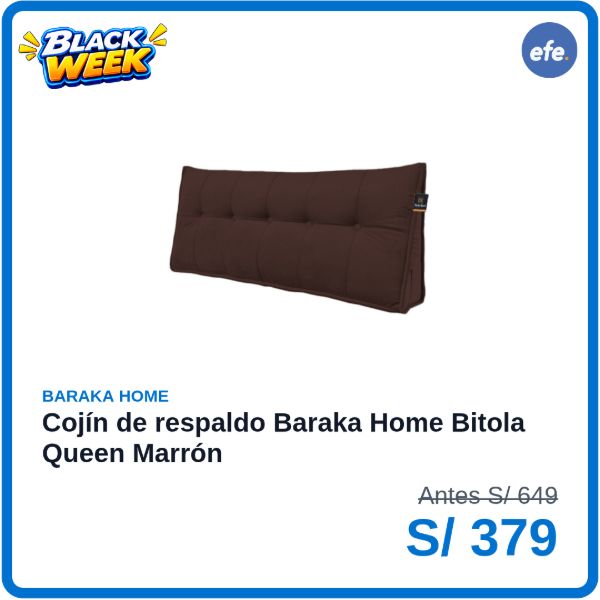 BLACK
WEEK
efe.
BARAKA HOME
Cojín de respaldo Baraka Home Bitola
Queen Marrón
Antes S/ 649
S/ 379